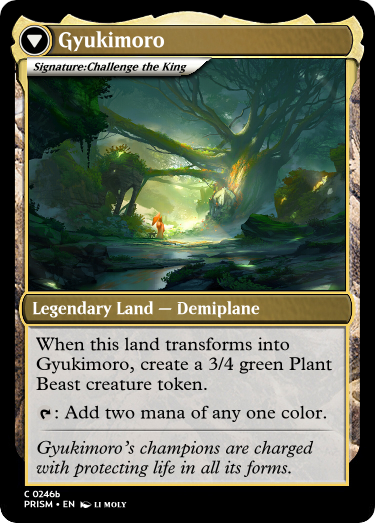 Gyukimoro
Signature:Challenge the King
Legendary Land — Demiplane
When this land transforms into
Gyukimoro, create a 3/4 green Plant
Beast creature token.
: Add two mana of any one color.
Gyukimoro's champions are charged
with protecting life in all its forms.
C 0246b
PRISM • EN LI MOLY